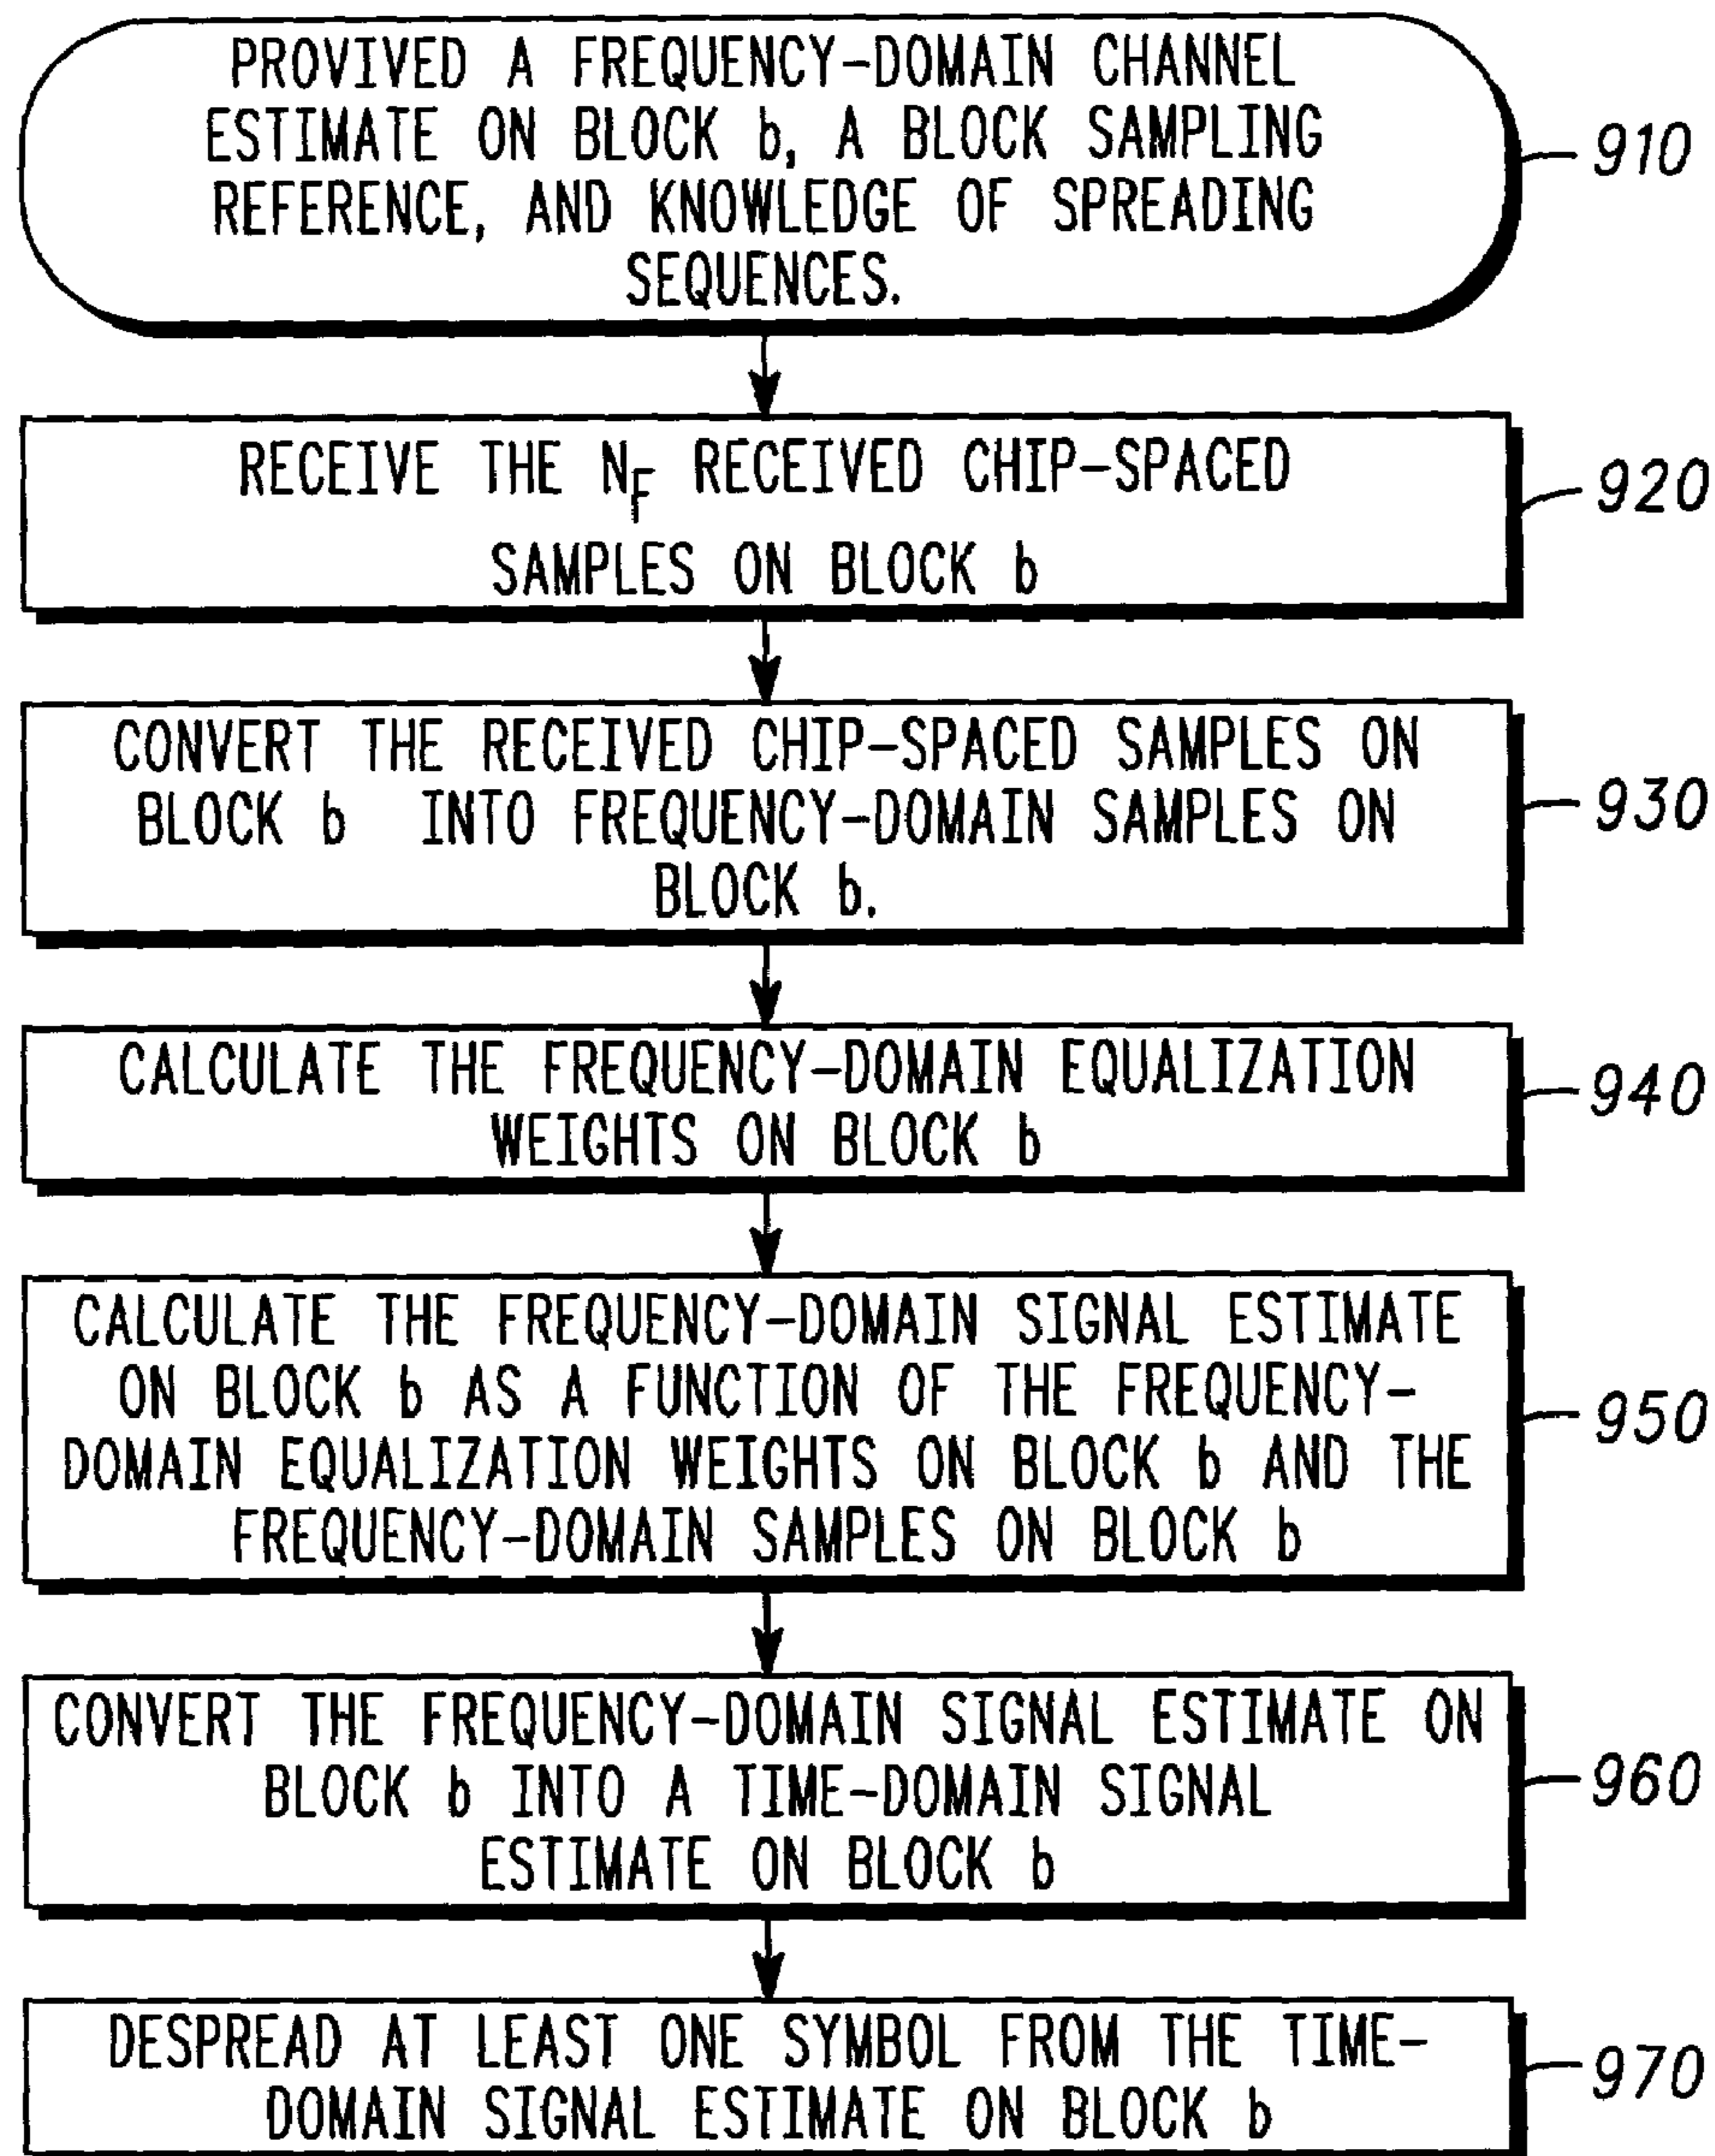 PROVIVED A FREQUENCY-DOMAIN CHANNEL
ESTIMATE ON BLOCK b, A BLOCK SAMPLING
REFERENCE, AND KNOWLEDGE OF SPREADING
SEQUENCES.
910
RECEIVE THE NF RECEIVED CHIP-SPACED
SAMPLES ON BLOCK b
920
CONVERT THE RECEIVED CHIP-SPACED SAMPLES ON
BLOCK b INTO FREQUENCY-DOMAIN SAMPLES ON
BLOCK b.
930
CALCULATE THE FREQUENCY-DOMAIN EQUALIZATION
WEIGHTS ON BLOCK b
940
CALCULATE THE FREQUENCY-DOMAIN SIGNAL ESTIMATE
ON BLOCK b AS A FUNCTION OF THE FREQUENCY-
DOMAIN EQUALIZATION WEIGHTS ON BLOCK b AND THE
FREQUENCY-DOMAIN SAMPLES ON BLOCK b
950
CONVERT THE FREQUENCY-DOMAIN SIGNAL ESTIMATE ON
BLOCK b INTO A TIME-DOMAIN SIGNAL
ESTIMATE ON BLOCK b
960
DESPREAD AT LEAST ONE SYMBOL FROM THE TIME-
DOMAIN SIGNAL ESTIMATE ON BLOCK b
970